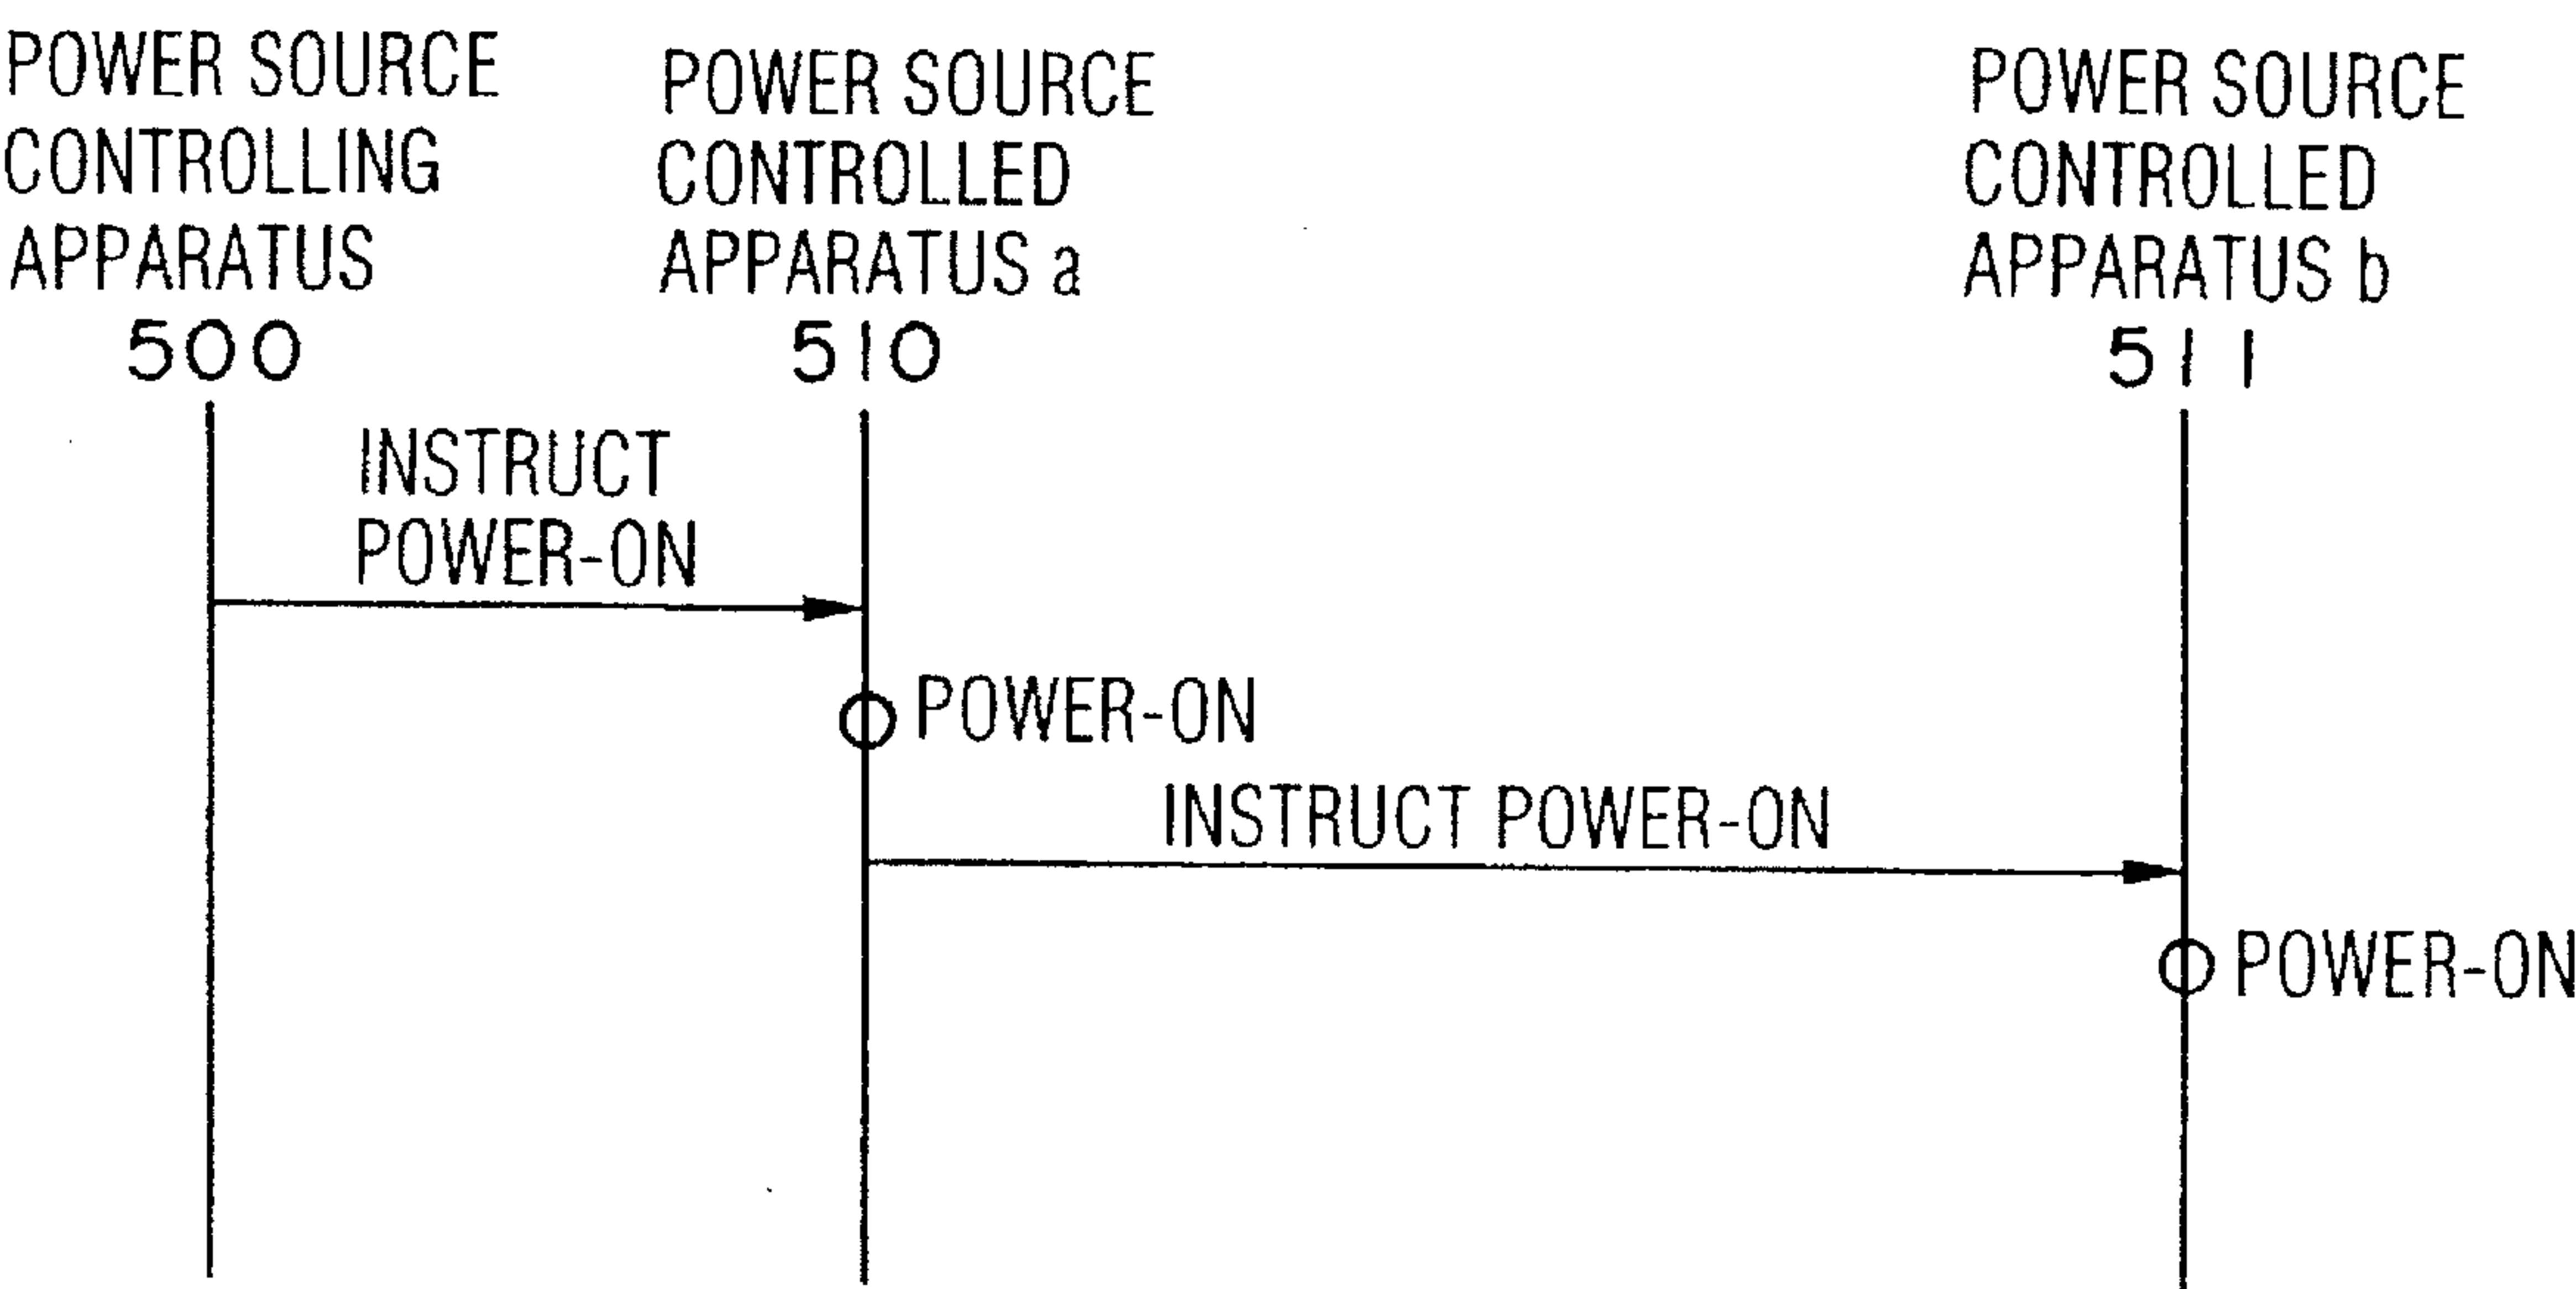 POWER SOURCE
CONTROLLING
APPARATUS
500
POWER SOURCE
CONTROLLED
APPARATUS a
510
POWER SOURCE
CONTROLLED
APPARATUS b
511
INSTRUCT
POWER-ON
POWER-ON
INSTRUCT POWER-ON
POWER-ON